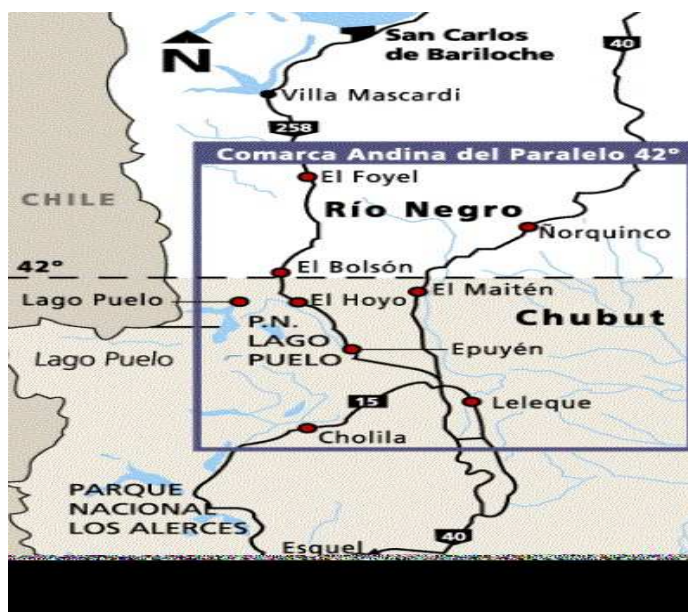 San Carlos
de Bariloche
40
N
Villa Mascardi
258
Comarca Andina del Paralelo 42º
El Foyel
CHILE
Río Negro
Ñorquinco
42º
El Bolsón
Lago Puelo
El Hoyo
El Maitén
P.N.
LAGO
PUELO
Chubut
Lago Puelo
Epuyén
15
Leleque
Cholila
PARQUE
NACIONAL
LOS ALERCES
40
Esquel